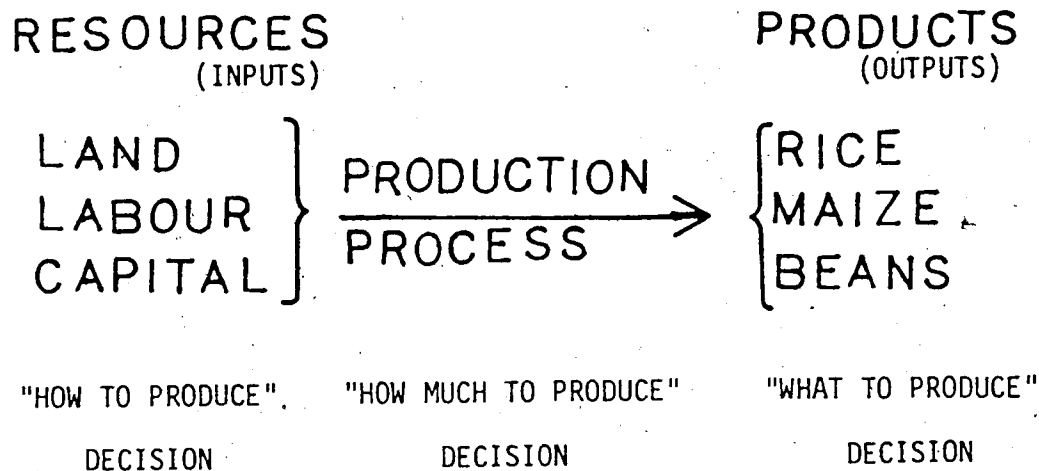 RESOURCES
(INPUTS)
LAND
LABOUR
CAPITAL
PRODUCTION
PROCESS
PRODUCTS
(OUTPUTS)
RICE
MAIZE
BEANS
"HOW TO PRODUCE".
DECISION
"HOW MUCH TO PRODUCE"
DECISION
"WHAT TO PRODUCE"
DECISION